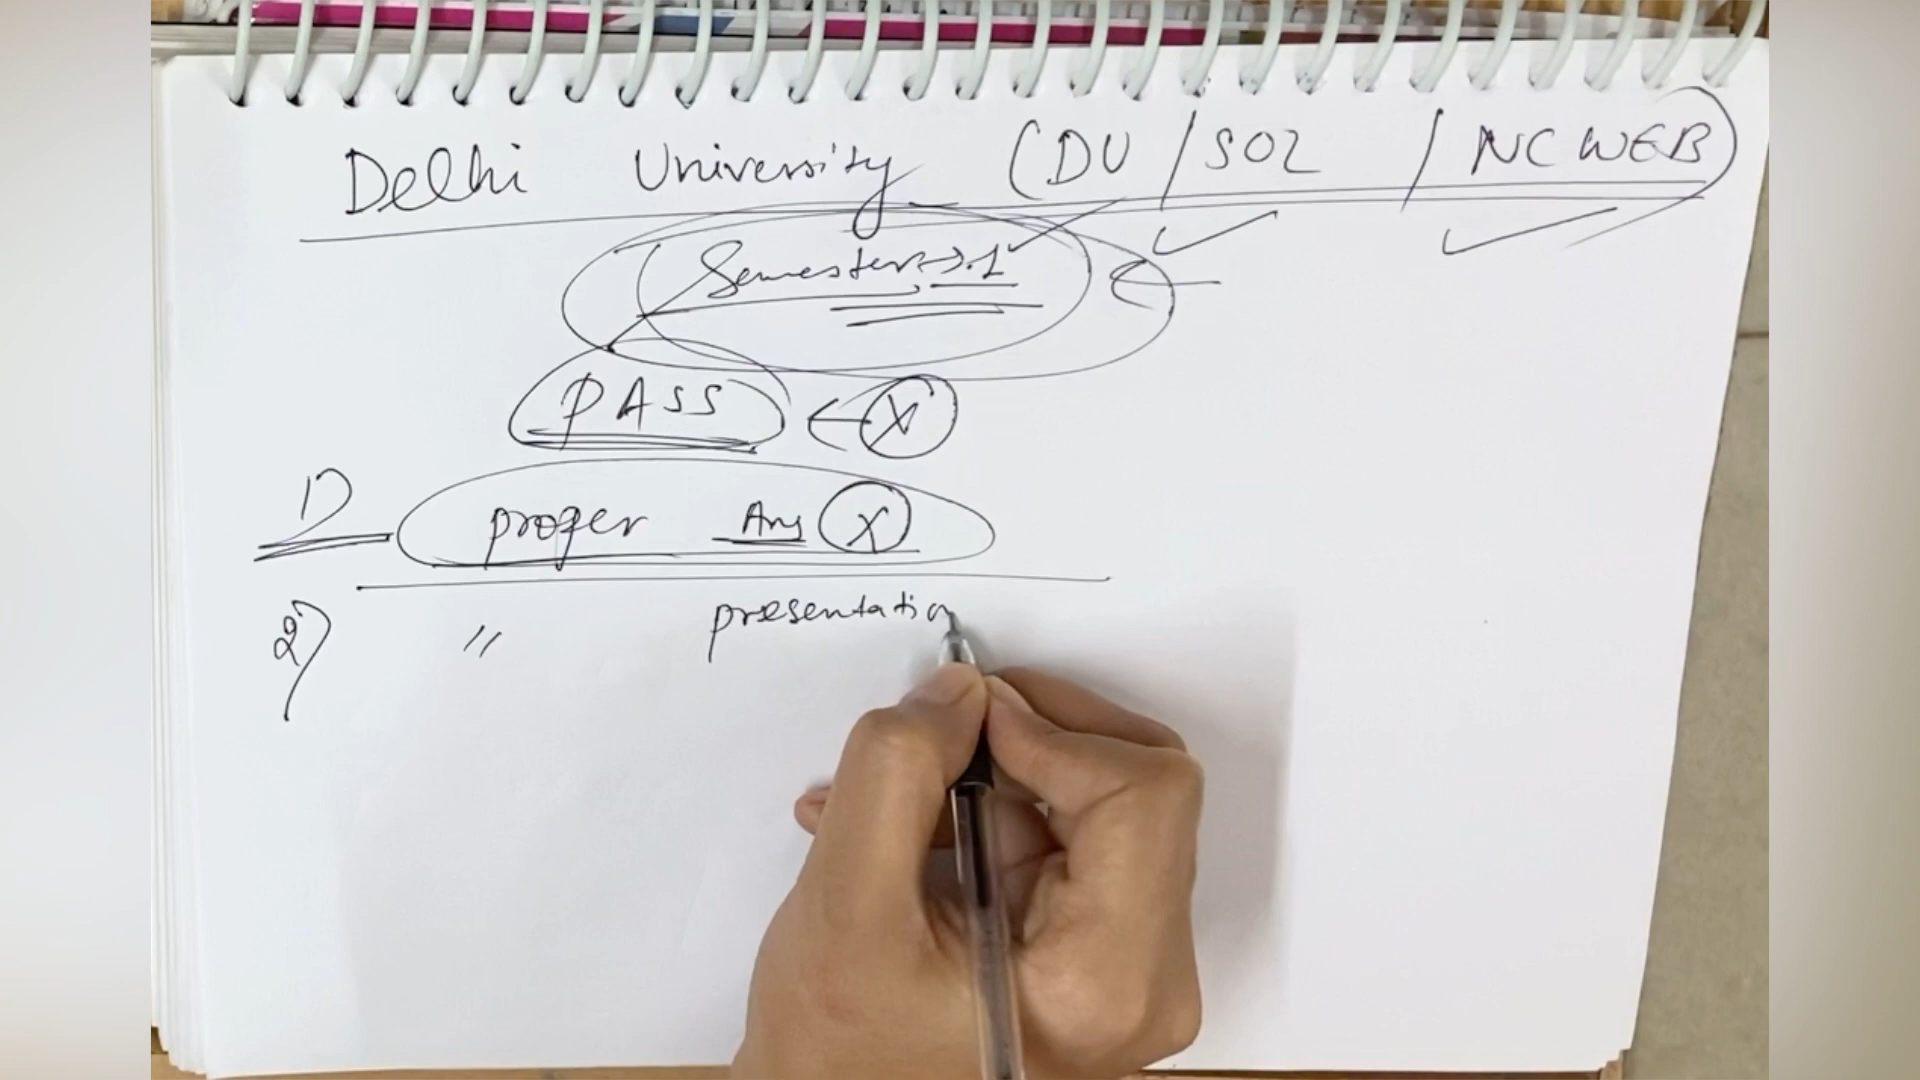 Delhi University (DU / SOL / NCWEB)
Semester → 1
PASS ← X
1) proper Ans X
2) " presentation